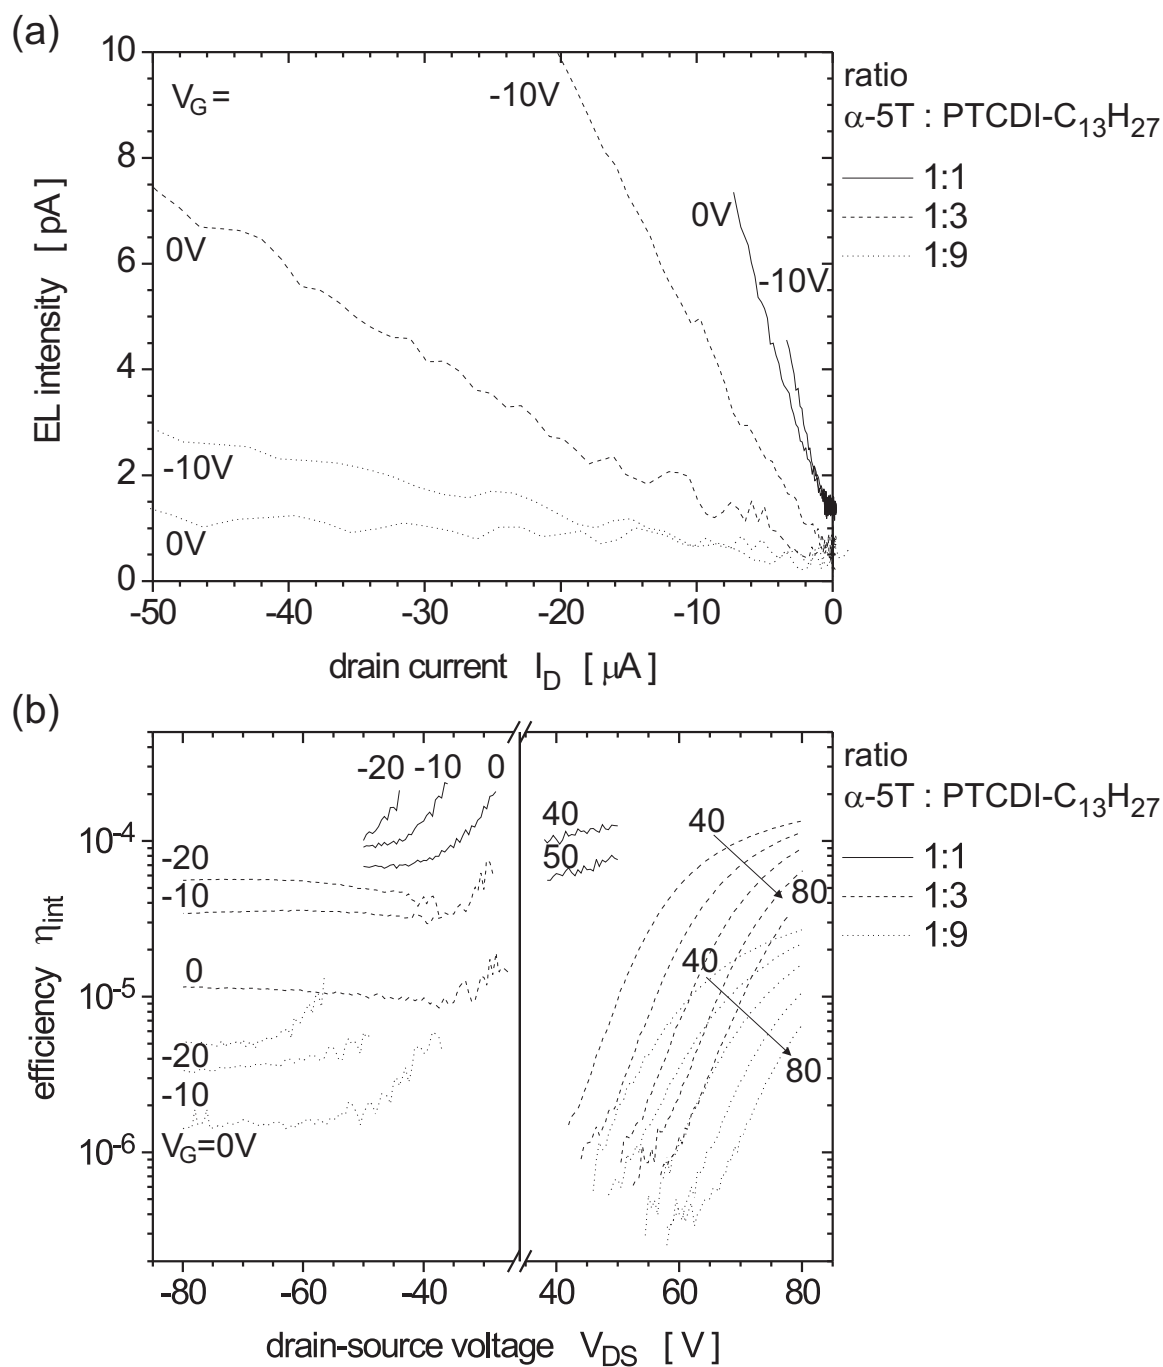 (a)
10
8
6
4
2
0
EL intensity [ pA]
V_G =
-10V
0V
-10V
0V
-10V
0V
-50
-40
-30
-20
-10
0
drain current I_D [ μA]
ratio
α-5T : PTCDI-C₁₃H₂₇
1:1
1:3
1:9
(b)
10⁻⁴
10⁻⁵
10⁻⁶
efficiency η_int
-20
-10
0
-20
-10
0
-20
-10
V_G=0V
40
50
40
80
40
80
-80
-60
-40
40
60
80
drain-source voltage V_DS [ V]
ratio
α-5T : PTCDI-C₁₃H₂₇
1:1
1:3
1:9